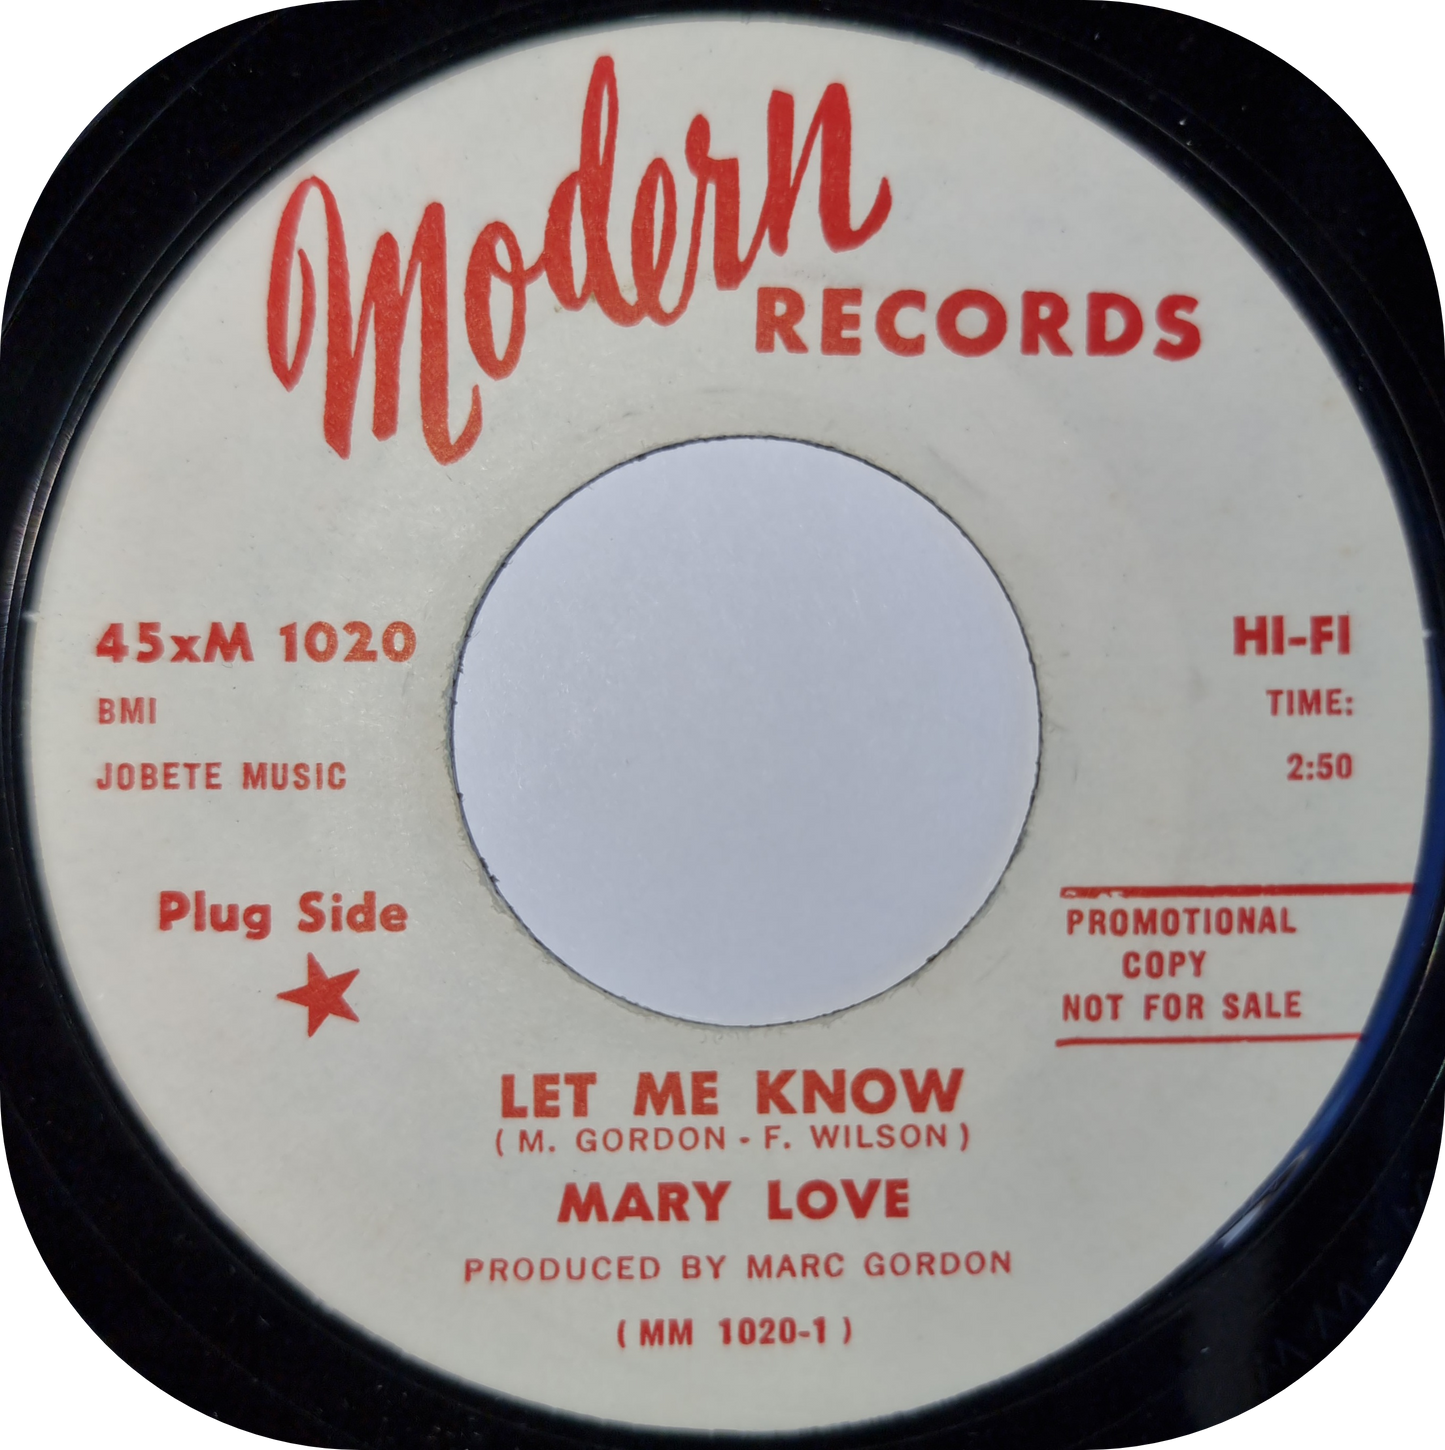 Modern
RECORDS
45xM 1020
BMI
JOBETE MUSIC
HI-FI
TIME:
2:50
Plug Side
PROMOTIONAL
COPY
NOT FOR SALE
LET ME KNOW
( M. GORDON - F. WILSON )
MARY LOVE
PRODUCED BY MARC GORDON
( MM 1020-1 )